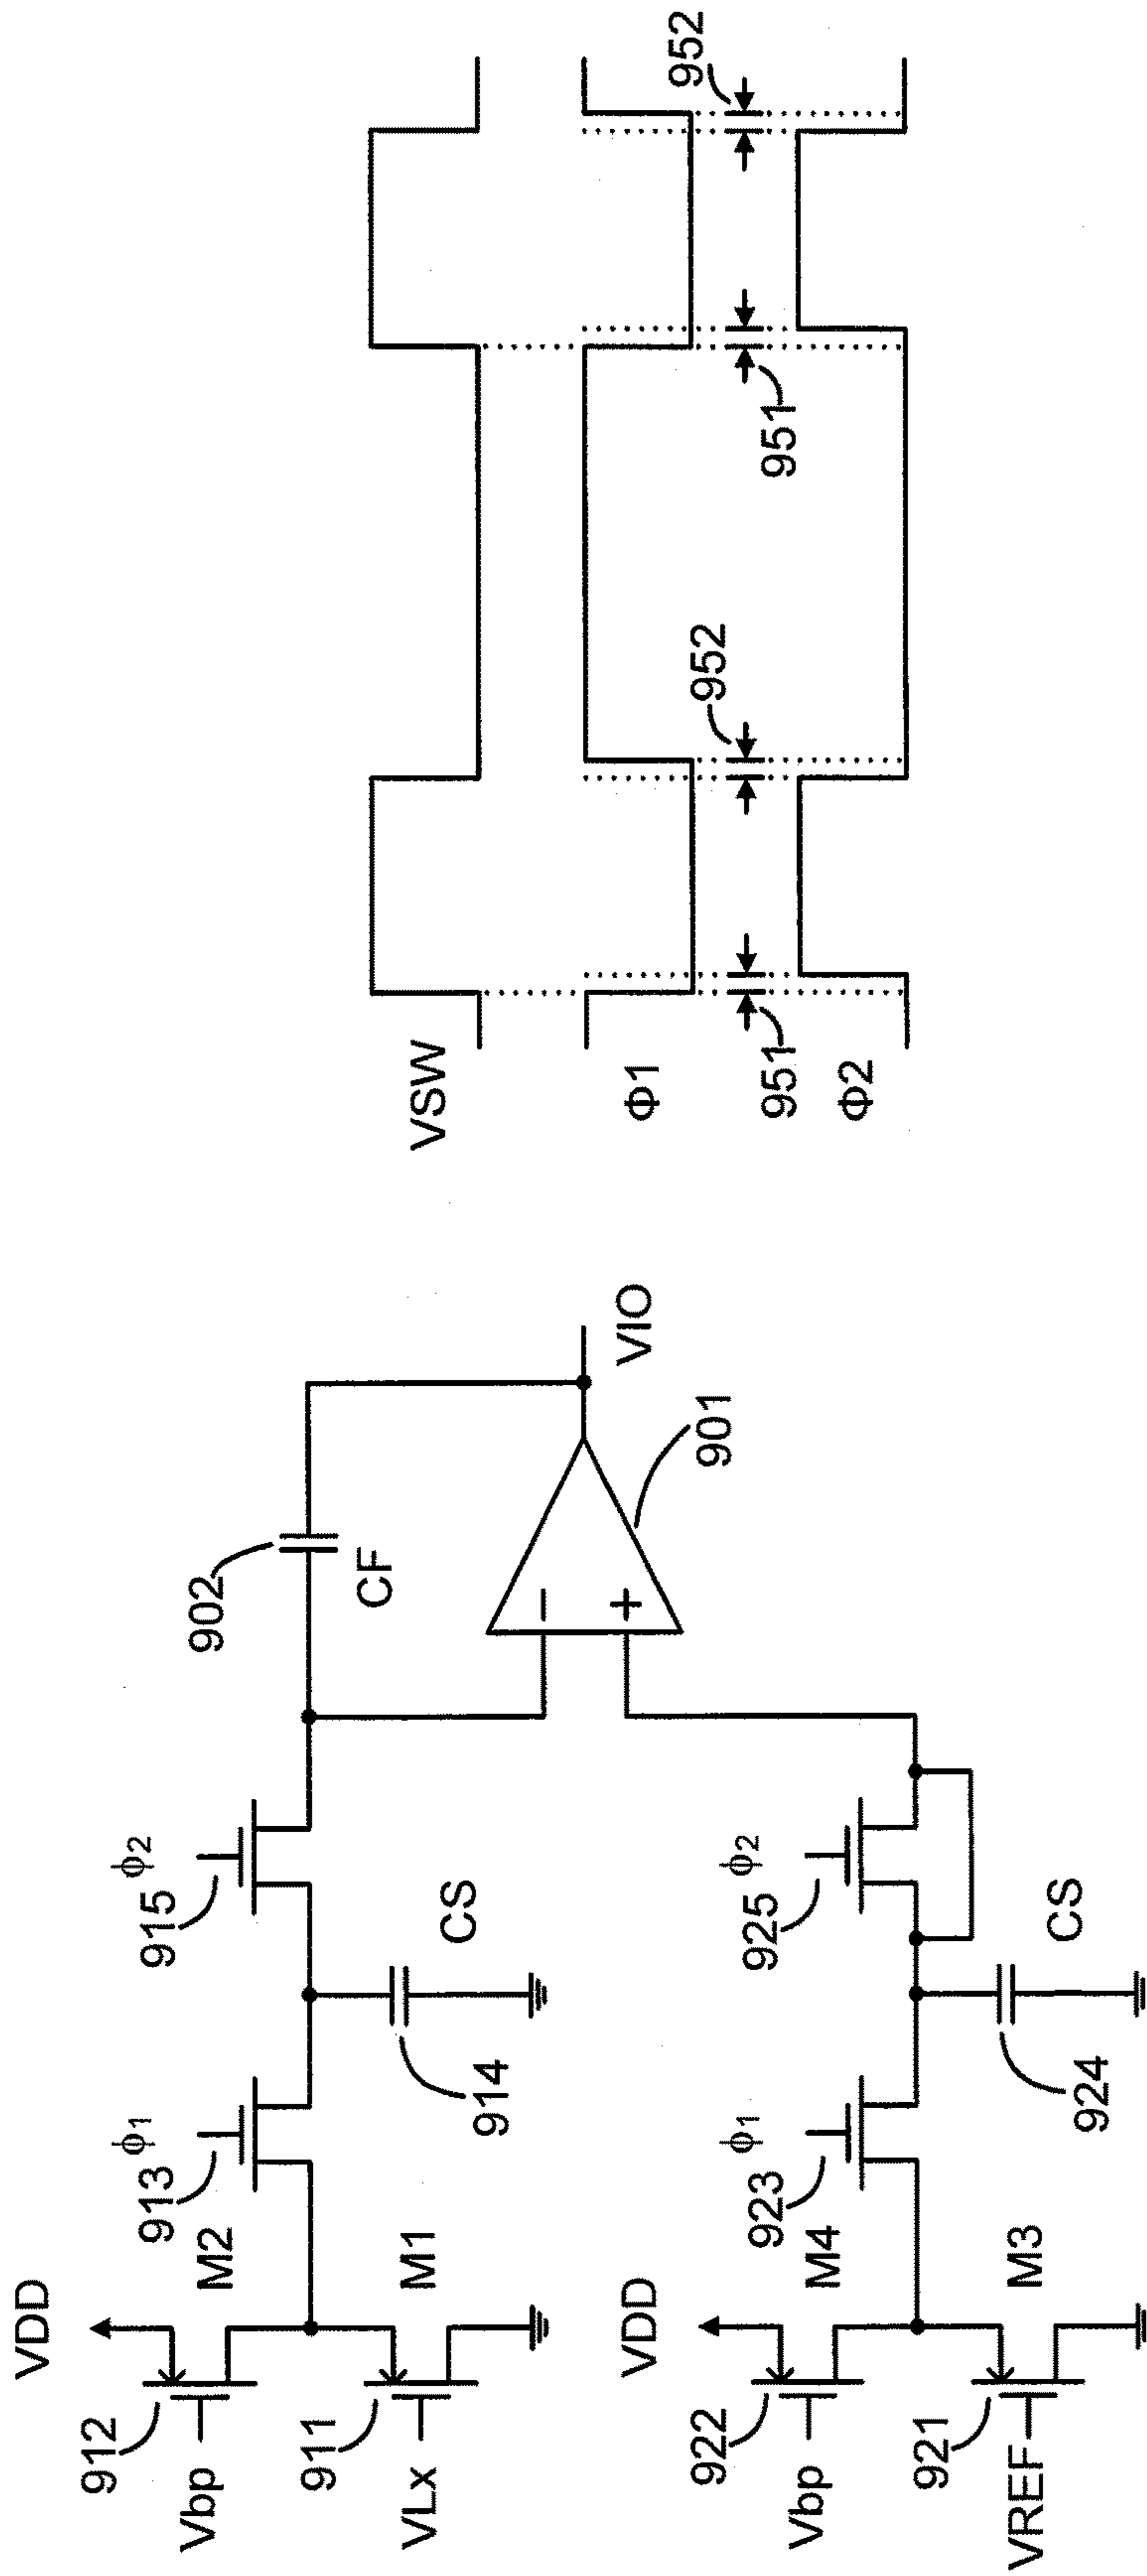 VDD
912
Vbp
M2
913
ϕ1
915
ϕ2
902
CF
911
VLx
M1
914
CS
VIO
901
−
+
VDD
922
Vbp
M4
923
ϕ1
925
ϕ2
921
VREF
M3
924
CS
VSW
Φ1
951
952
951
952
Φ2